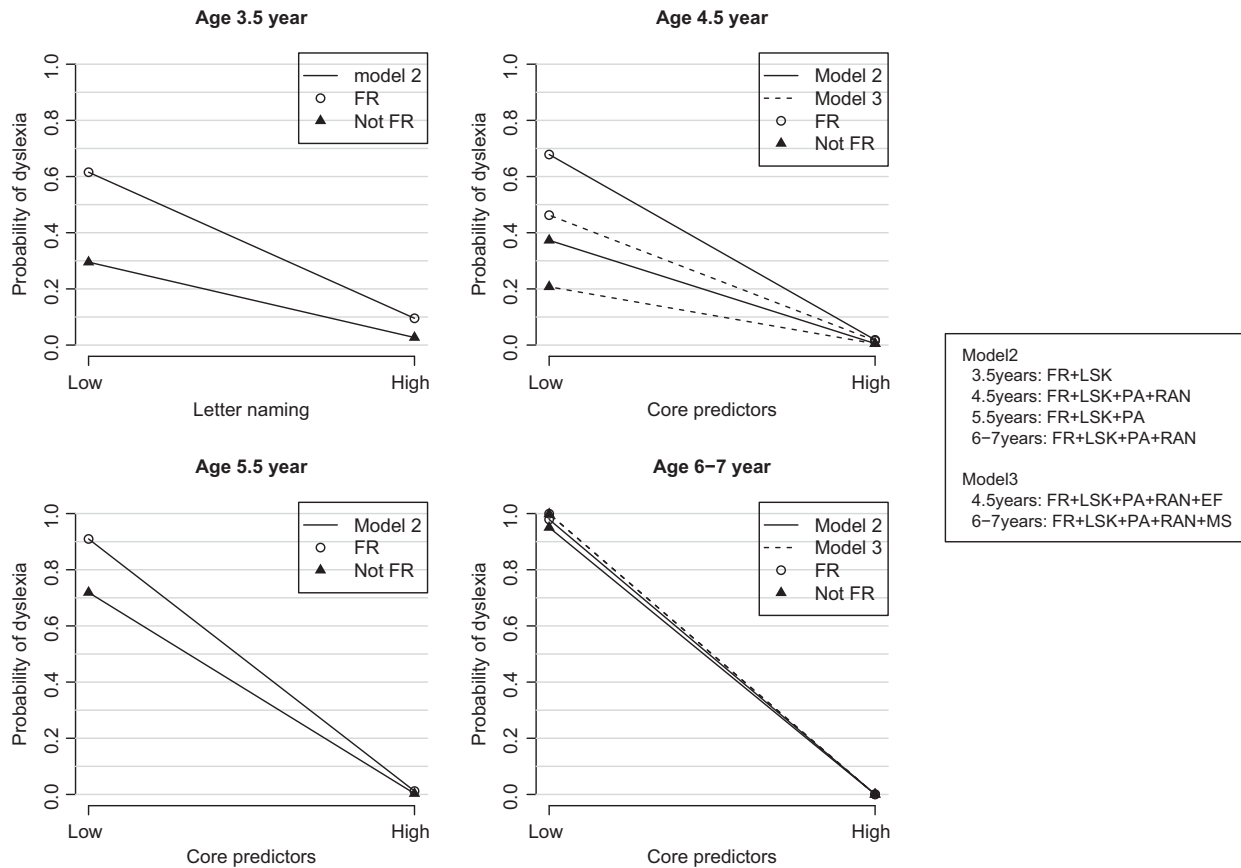 Age 3.5 year
Probability of dyslexia
0.0 0.2 0.4 0.6 0.8 1.0
model 2
FR
Not FR
Low High
Letter naming
Age 4.5 year
Probability of dyslexia
0.0 0.2 0.4 0.6 0.8 1.0
Model 2
Model 3
FR
Not FR
Low High
Core predictors
Age 5.5 year
Probability of dyslexia
0.0 0.2 0.4 0.6 0.8 1.0
Model 2
FR
Not FR
Low High
Core predictors
Age 6−7 year
Probability of dyslexia
0.0 0.2 0.4 0.6 0.8 1.0
Model 2
Model 3
FR
Not FR
Low High
Core predictors
Model2
3.5years: FR+LSK
4.5years: FR+LSK+PA+RAN
5.5years: FR+LSK+PA
6−7years: FR+LSK+PA+RAN
Model3
4.5years: FR+LSK+PA+RAN+EF
6−7years: FR+LSK+PA+RAN+MS